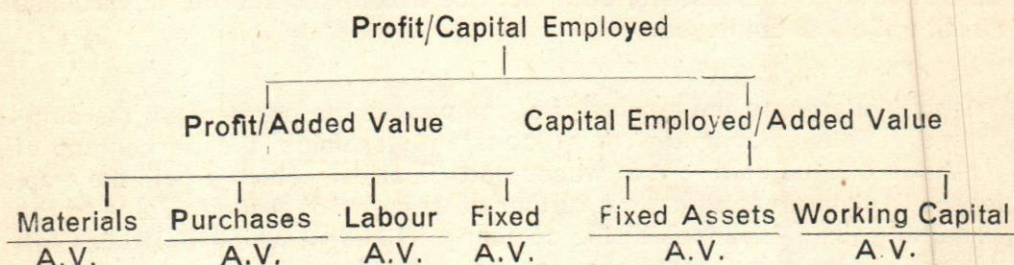 Profit/Capital Employed
Profit/Added Value Capital Employed/Added Value
Materials Purchases Labour Fixed Fixed Assets Working Capital
A.V. A.V. A.V. A.V. A.V. A.V.